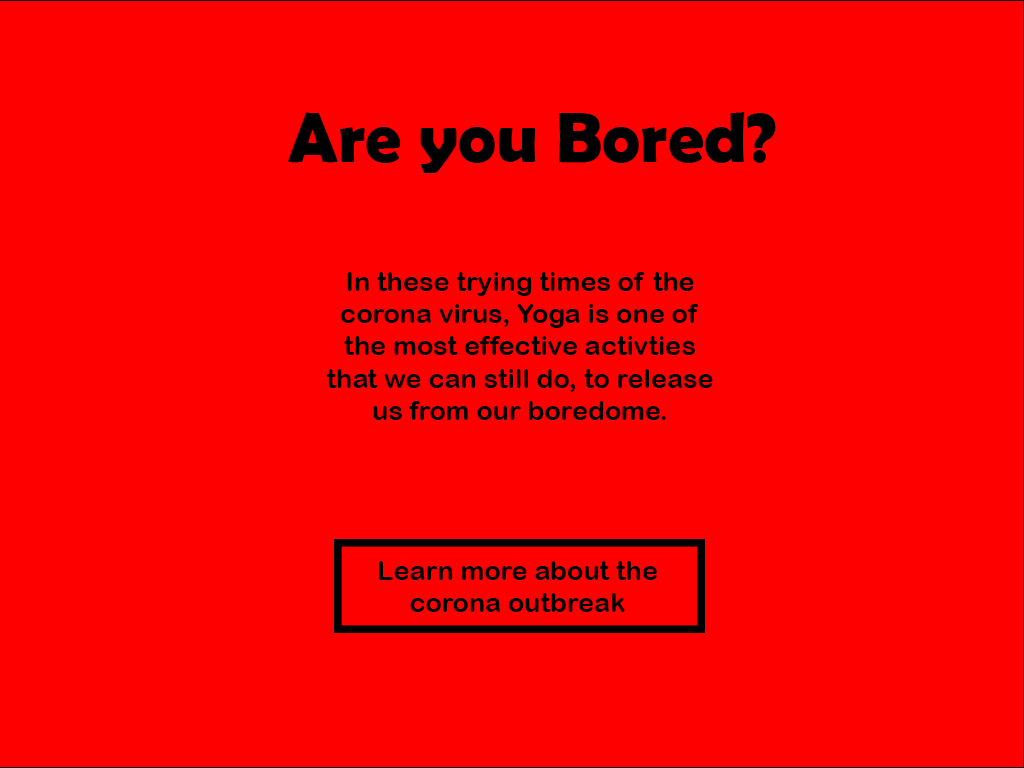 Are you Bored?
In these trying times of the
corona virus, Yoga is one of
the most effective activties
that we can still do, to release
us from our boredome.
Learn more about the
corona outbreak